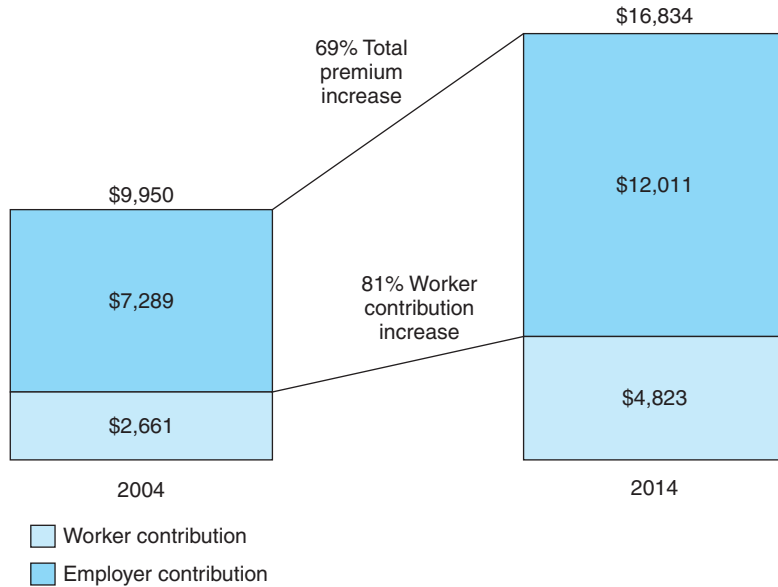 $16,834
69% Total
premium
increase
$9,950
$12,011
$7,289
81% Worker
contribution
increase
$4,823
$2,661
2004
2014
Worker contribution
Employer contribution